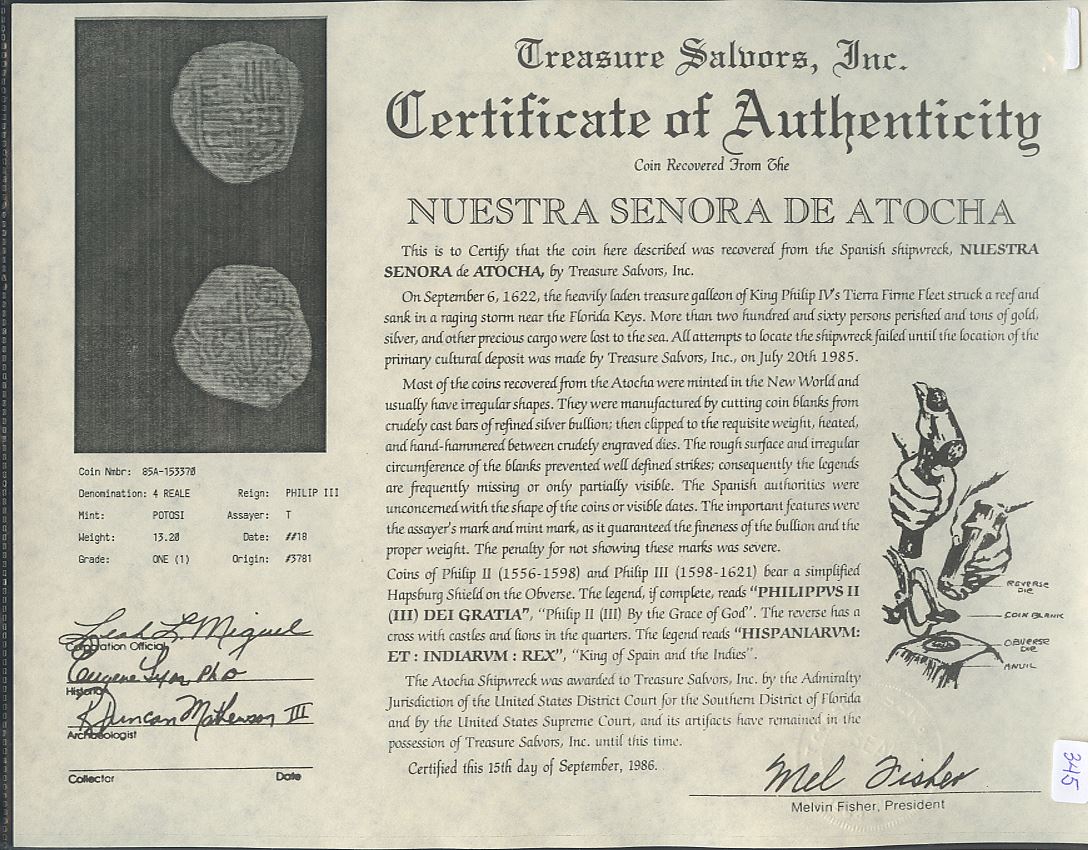 Treasure Salvors, Inc.
Certificate of Authenticity
Coin Recovered From The
NUESTRA SENORA DE ATOCHA
This is to Certify that the coin here described was recovered from the Spanish shipwreck, NUESTRA
SENORA de ATOCHA, by Treasure Salvors, Inc.
On September 6, 1622, the heavily laden treasure galleon of King Philip IV's Tierra Firme Fleet struck a reef and
sank in a raging storm near the Florida Keys. More than two hundred and sixty persons perished and tons of gold,
silver, and other precious cargo were lost to the sea. All attempts to locate the shipwreck failed until the location of the
primary cultural deposit was made by Treasure Salvors, Inc., on July 20th 1985.
Most of the coins recovered from the Atocha were minted in the New World and
usually have irregular shapes. They were manufactured by cutting coin blanks from
crudely cast bars of refined silver bullion; then clipped to the requisite weight, heated,
and hand-hammered between crudely engraved dies. The rough surface and irregular
circumference of the blanks prevented well defined strikes; consequently the legends
are frequently missing or only partially visible. The Spanish authorities were
unconcerned with the shape of the coins or visible dates. The important features were
the assayer's mark and mint mark, as it guaranteed the fineness of the bullion and the
proper weight. The penalty for not showing these marks was severe.
Coins of Philip II (1556-1598) and Philip III (1598-1621) bear a simplified
Hapsburg Shield on the Obverse. The legend, if complete, reads "PHILIPPVS II
(III) DEI GRATIA", "Philip II (III) By the Grace of God". The reverse has a
cross with castles and lions in the quarters. The legend reads "HISPANIARVM:
ET : INDIARVM : REX", "King of Spain and the Indies".
The Atocha Shipwreck was awarded to Treasure Salvors, Inc. by the Admiralty
Jurisdiction of the United States District Court for the Southern District of Florida
and by the United States Supreme Court, and its artifacts have remained in the
possession of Treasure Salvors, Inc. until this time.
Certified this 15th day of September, 1986.
Mel Fisher
Melvin Fisher, President
REVERSE
DIE
COIN BLANK
OBVERSE
DIE
ANVIL
Coin Nmbr: 85A-153370
Denomination: 4 REALE Reign: PHILIP III
Mint: POTOSI Assayer: T
Weight: 13.20 Date: ##18
Grade: ONE (1) Origin: #3781
Leah L. Miguel
Corporation Official
Eugene Lyon PhD
Historian
R. Duncan Mathewson III
Archaeologist
Collector Date
345